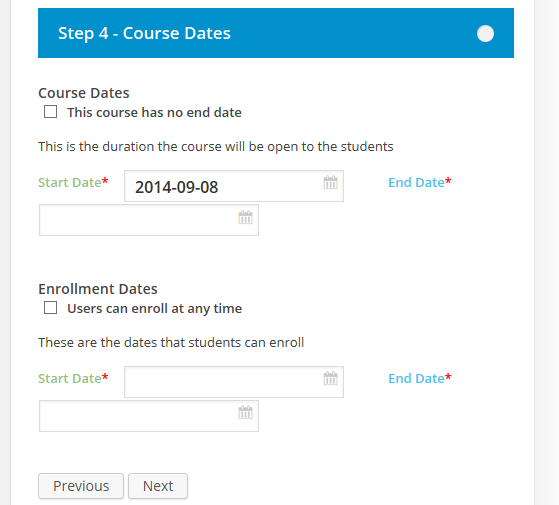 Step 4 - Course Dates
Course Dates
This course has no end date
This is the duration the course will be open to the students
Start Date* 2014-09-08 End Date*
Enrollment Dates
Users can enroll at any time
These are the dates that students can enroll
Start Date* End Date*
Previous Next